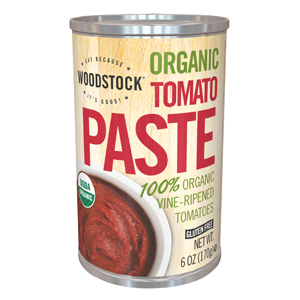 EAT BECAUSE
WOODSTOCK®
IT'S GOOD!
ORGANIC
TOMATO
PASTE
USDA
ORGANIC
100% ORGANIC
VINE-RIPENED
TOMATOES
GLUTEN FREE
NET WT.
6 OZ (170g)